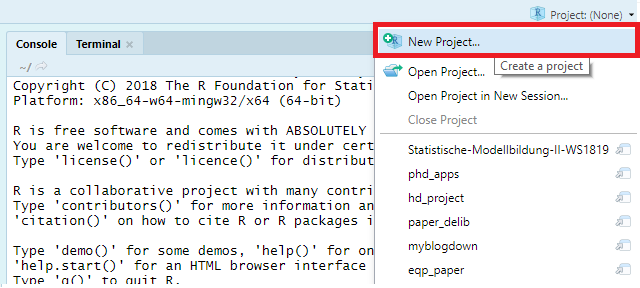 Project: (None)
Console
Terminal
New Project...
Create a project
~/
Copyright (C) 2018 The R Foundation for Stati
Platform: x86_64-w64-mingw32/x64 (64-bit)
Open Project...
Open Project in New Session...
Close Project
R is free software and comes with ABSOLUTELY
You are welcome to redistribute it under cert
Type 'license()' or 'licence()' for distribut
Statistische-Modellbildung-II-WS1819
phd_apps
R is a collaborative project with many contri
Type 'contributors()' for more information an
'citation()' on how to cite R or R packages i
hd_project
paper_delib
Type 'demo()' for some demos, 'help()' for on
'help.start()' for an HTML browser interface
Type 'q()' to quit R.
myblogdown
eqp_paper